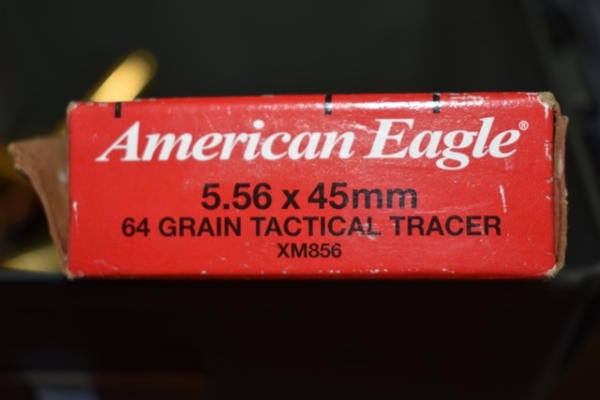 American Eagle®
5.56 x 45mm
64 GRAIN TACTICAL TRACER
XM856